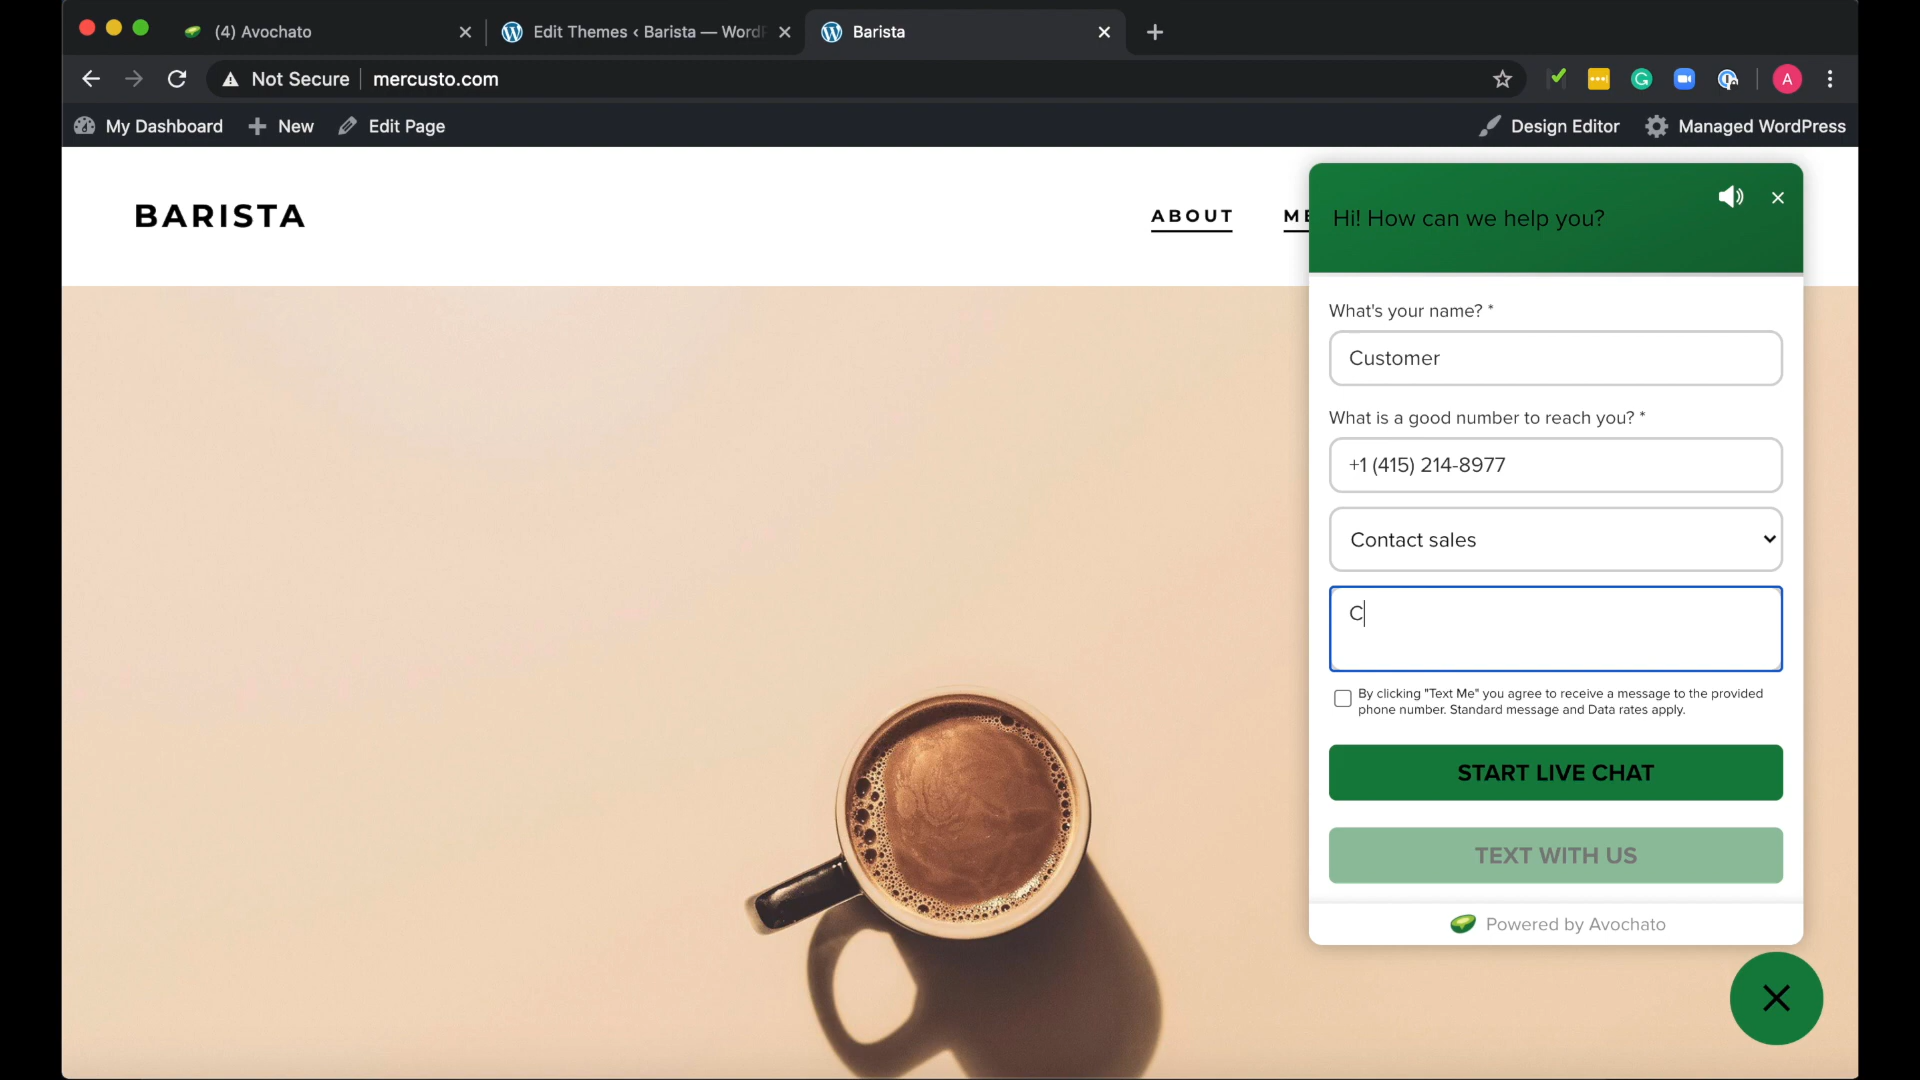 (4) Avochato
Edit Themes ‹ Barista — Word
Barista
Not Secure
mercusto.com
My Dashboard
New
Edit Page
Design Editor
Managed WordPress
BARISTA
ABOUT
ME
Hi! How can we help you?
What's your name? *
Customer
What is a good number to reach you? *
+1 (415) 214-8977
Contact sales
C
By clicking "Text Me" you agree to receive a message to the provided
phone number. Standard message and Data rates apply.
START LIVE CHAT
TEXT WITH US
Powered by Avochato
A